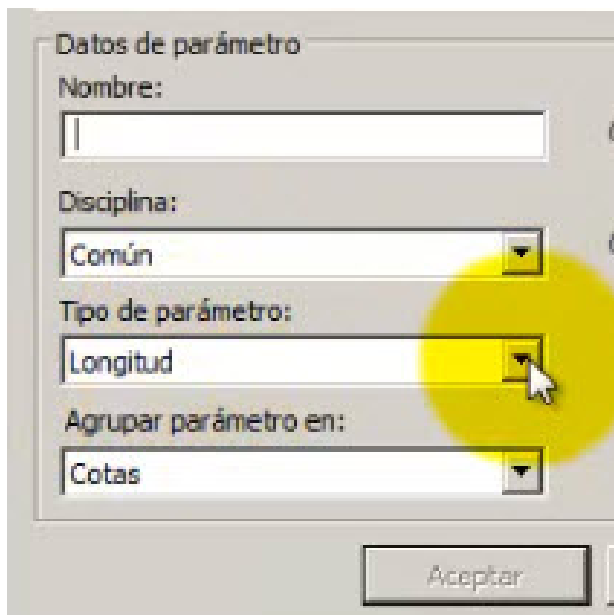 Datos de parámetro
Nombre:
Disciplina:
Común
Tipo de parámetro:
Longitud
Agrupar parámetro en:
Cotas
Aceptar